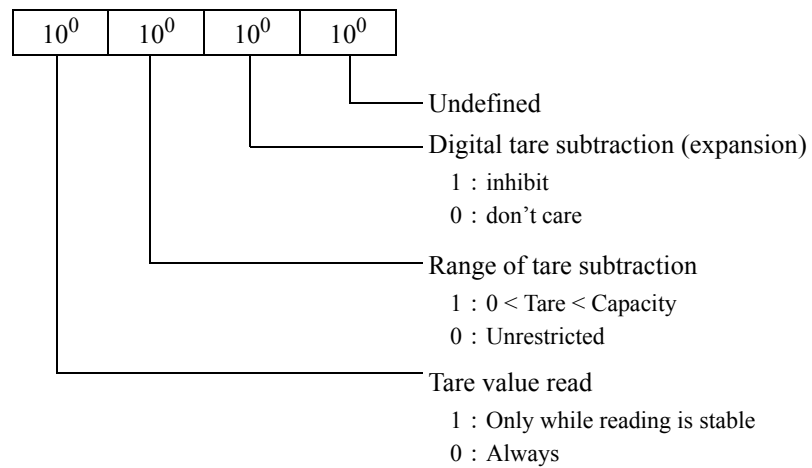 10⁰ 10⁰ 10⁰ 10⁰
Undefined
Digital tare subtraction (expansion)
1 : inhibit
0 : don’t care
Range of tare subtraction
1 : 0 < Tare < Capacity
0 : Unrestricted
Tare value read
1 : Only while reading is stable
0 : Always